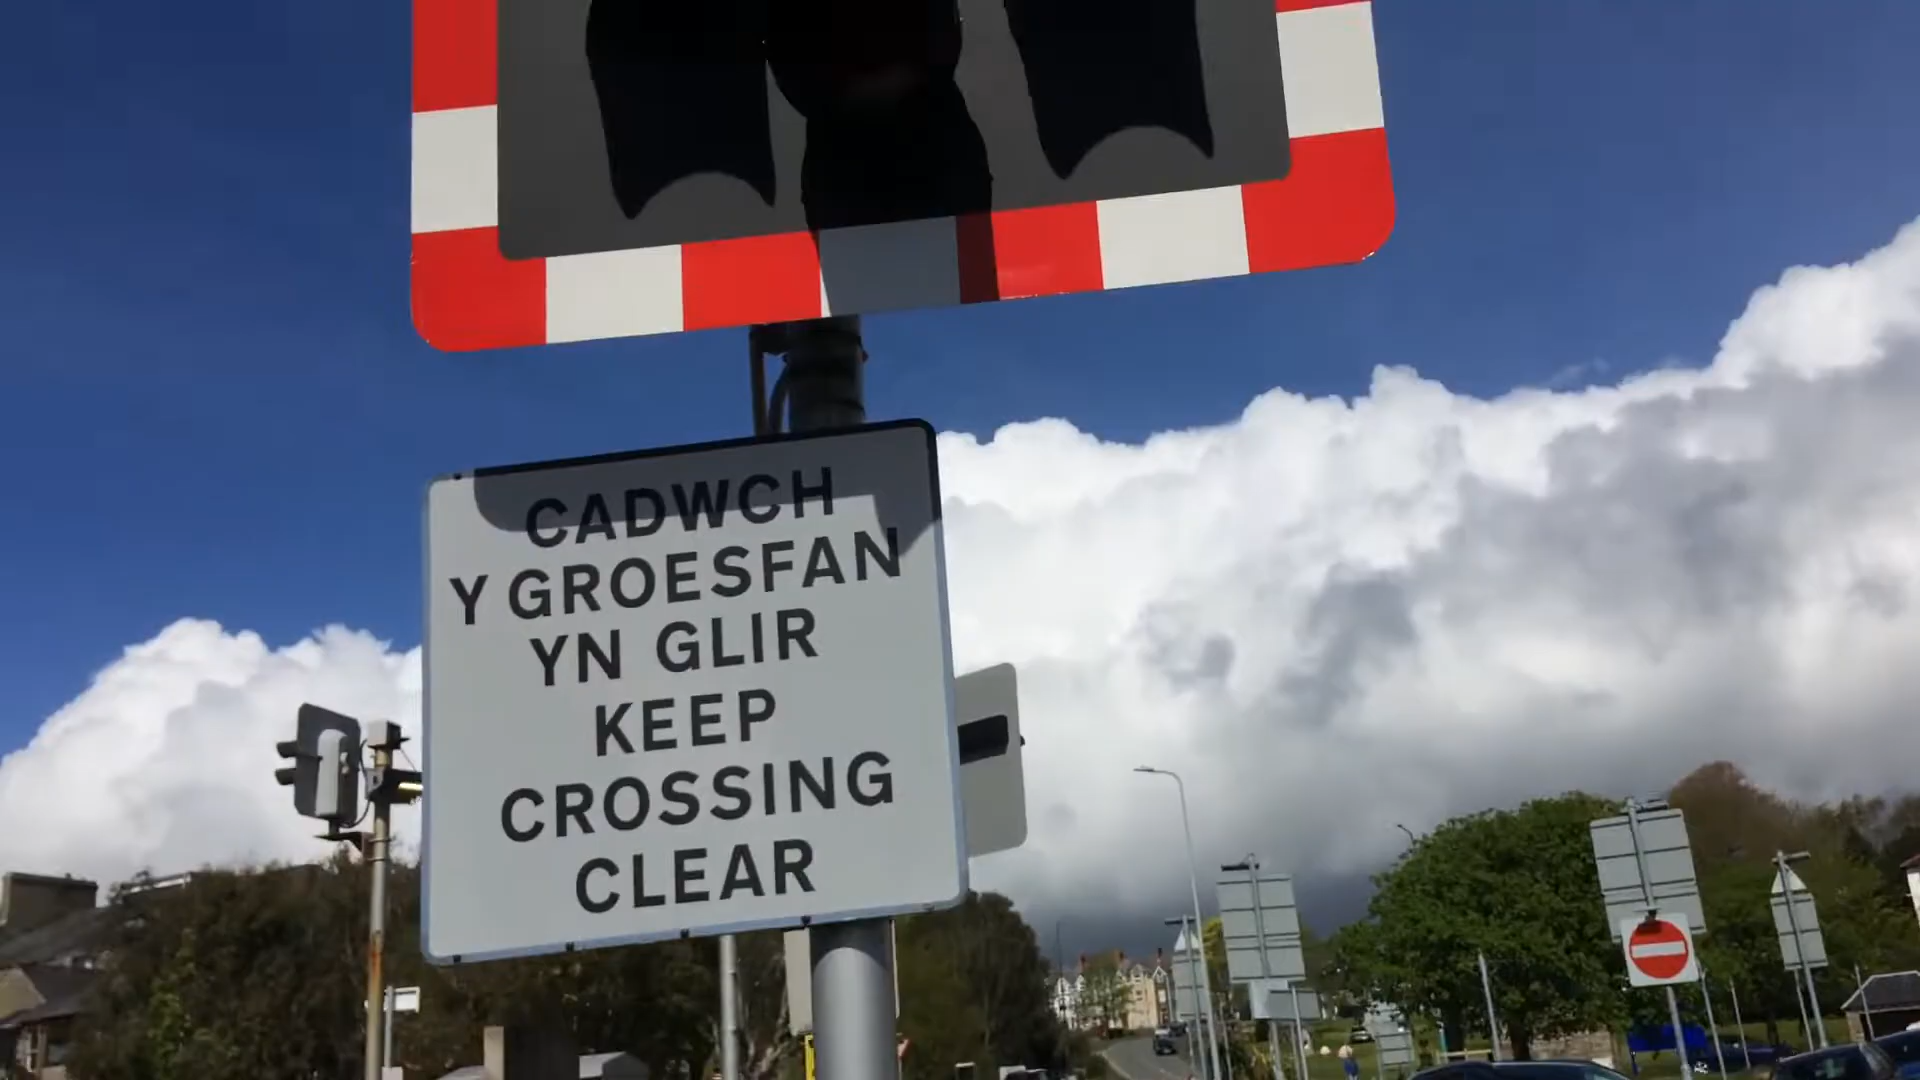 CADWCH
Y GROESFAN
YN GLIR
KEEP
CROSSING
CLEAR